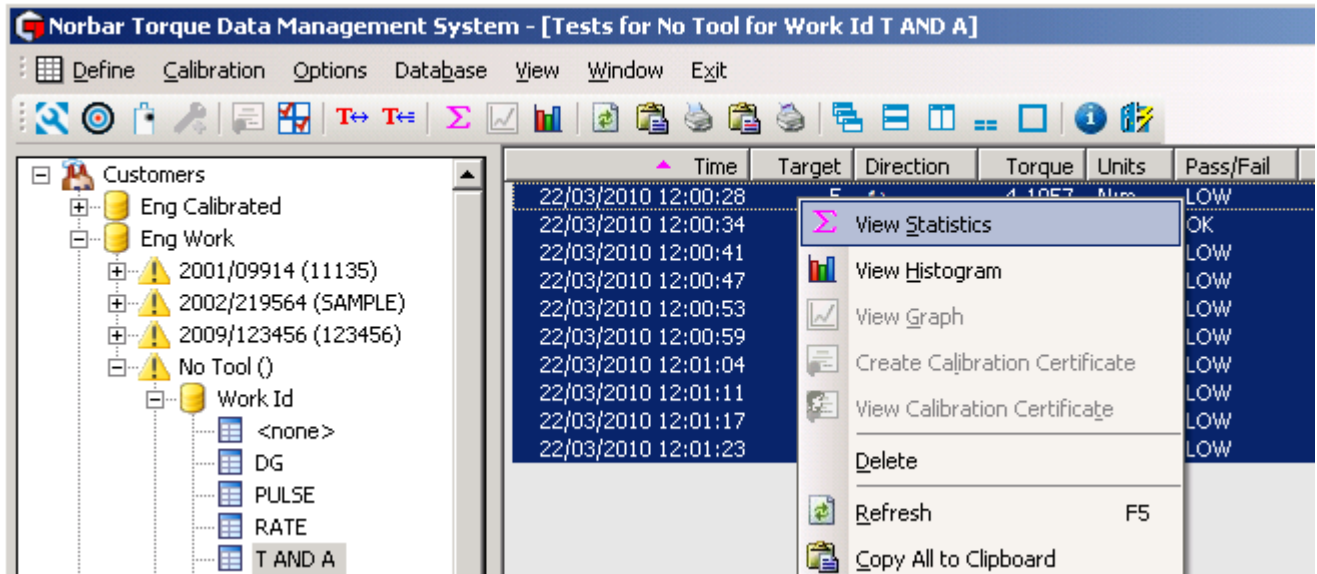 Norbar Torque Data Management System - [Tests for No Tool for Work Id T AND A]
Define Calibration Options Database View Window Exit
Customers
Eng Calibrated
Eng Work
2001/09914 (11135)
2002/219564 (SAMPLE)
2009/123456 (123456)
No Tool ()
Work Id
<none>
DG
PULSE
RATE
T AND A
Time Target Direction Torque Units Pass/Fail
22/03/2010 12:00:28 LOW
22/03/2010 12:00:34 OK
22/03/2010 12:00:41 LOW
22/03/2010 12:00:47 LOW
22/03/2010 12:00:53 LOW
22/03/2010 12:00:59 LOW
22/03/2010 12:01:04 LOW
22/03/2010 12:01:11 LOW
22/03/2010 12:01:17 LOW
22/03/2010 12:01:23 LOW
View Statistics
View Histogram
View Graph
Create Calibration Certificate
View Calibration Certificate
Delete
Refresh F5
Copy All to Clipboard